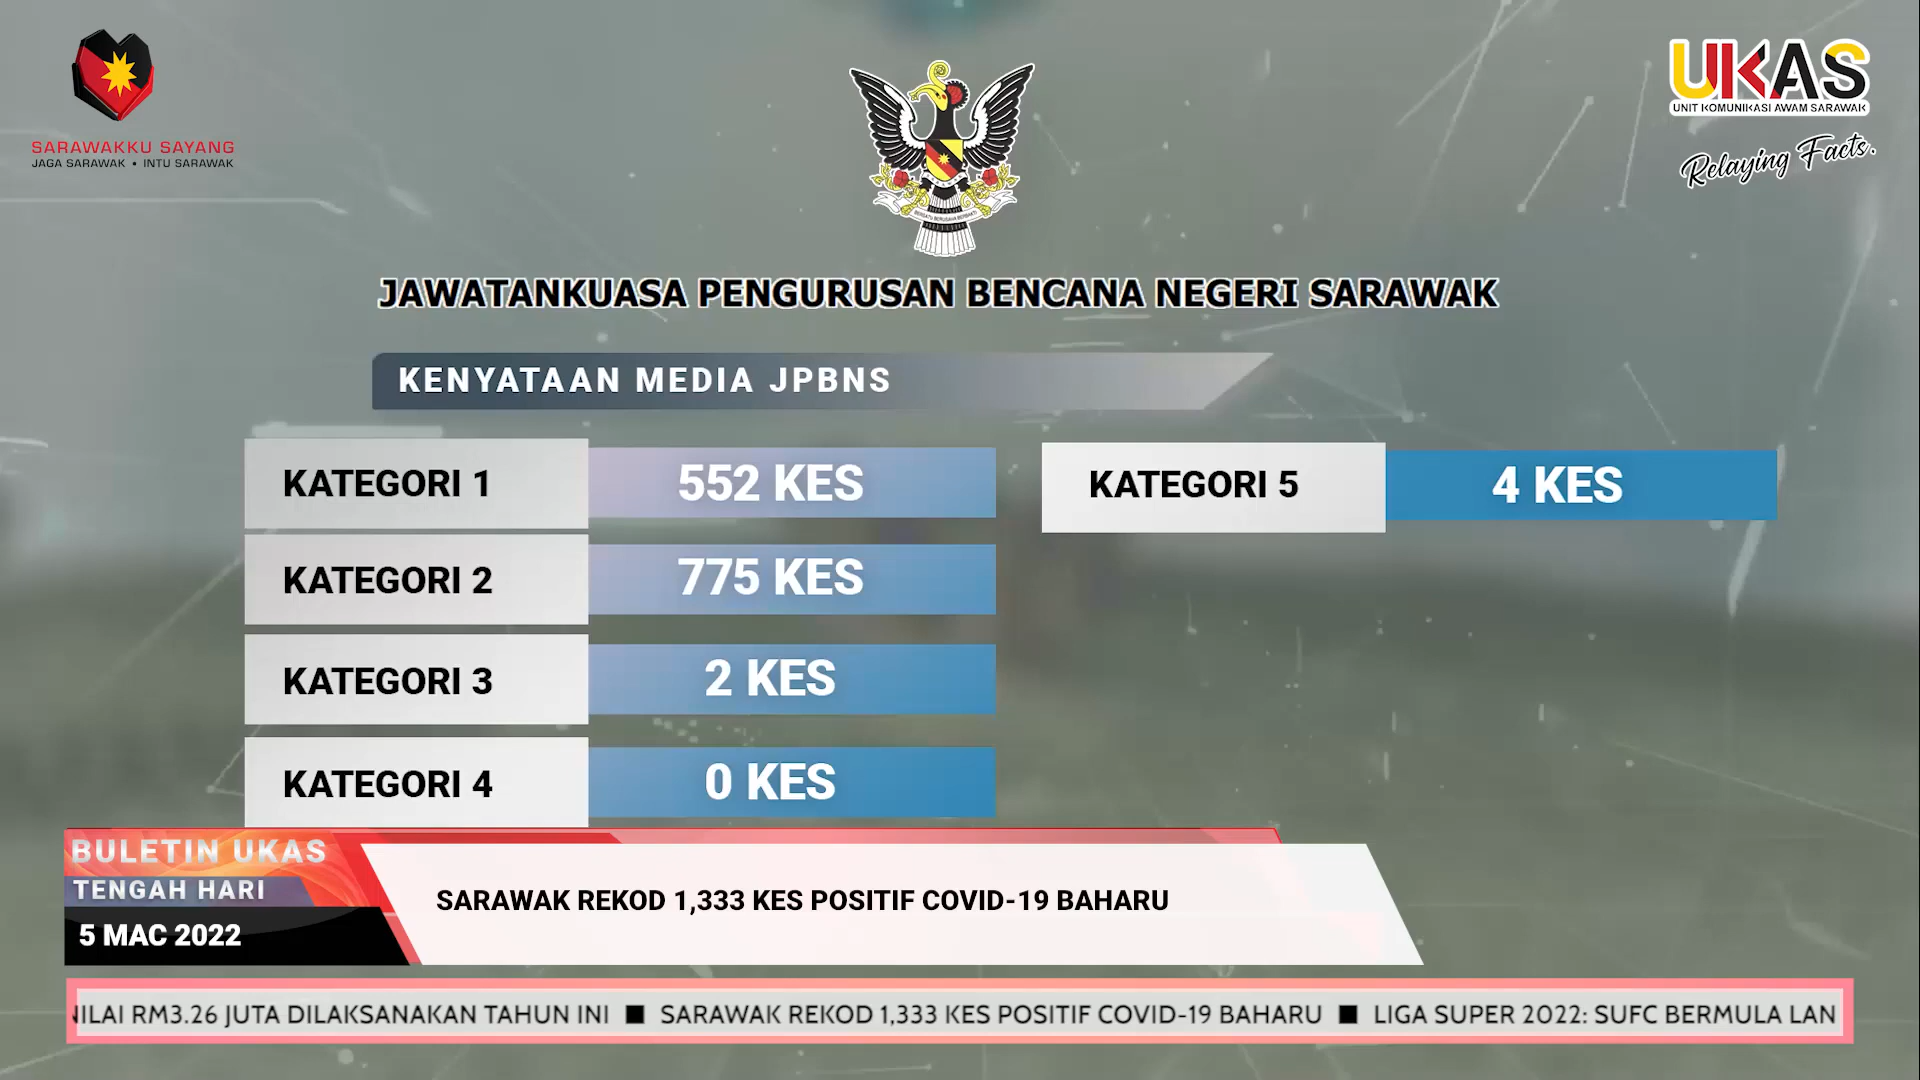 SARAWAKKU SAYANG
JAGA SARAWAK • INTU SARAWAK
UKAS
UNIT KOMUNIKASI AWAM SARAWAK
Relaying Facts.
BERSATU BERUSAHA BERBAKTI
JAWATANKUASA PENGURUSAN BENCANA NEGERI SARAWAK
KENYATAAN MEDIA JPBNS
KATEGORI 1 552 KES
KATEGORI 2 775 KES
KATEGORI 3 2 KES
KATEGORI 4 0 KES
KATEGORI 5 4 KES
BULETIN UKAS
TENGAH HARI
5 MAC 2022
SARAWAK REKOD 1,333 KES POSITIF COVID-19 BAHARU
ILAI RM3.26 JUTA DILAKSANAKAN TAHUN INI ■ SARAWAK REKOD 1,333 KES POSITIF COVID-19 BAHARU ■ LIGA SUPER 2022: SUFC BERMULA LAN